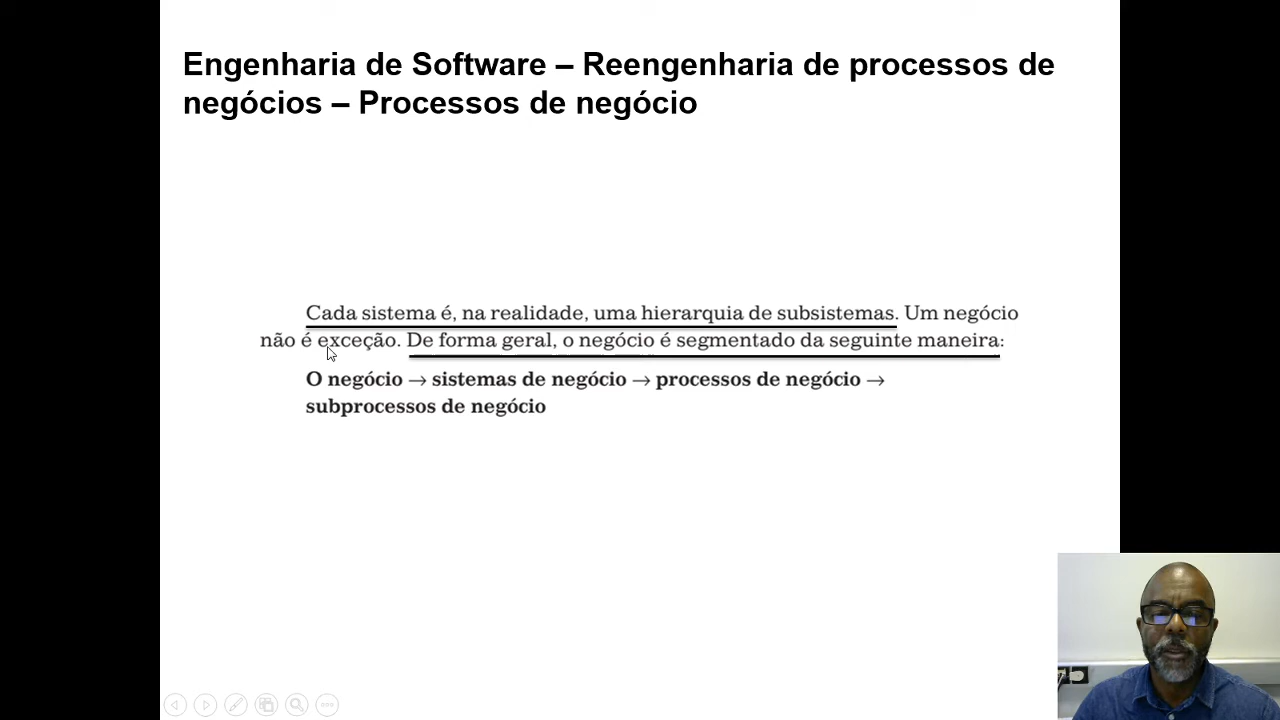 Engenharia de Software – Reengenharia de processos de
negócios – Processos de negócio
Cada sistema é, na realidade, uma hierarquia de subsistemas. Um negócio
não é exceção. De forma geral, o negócio é segmentado da seguinte maneira:
O negócio → sistemas de negócio → processos de negócio →
subprocessos de negócio